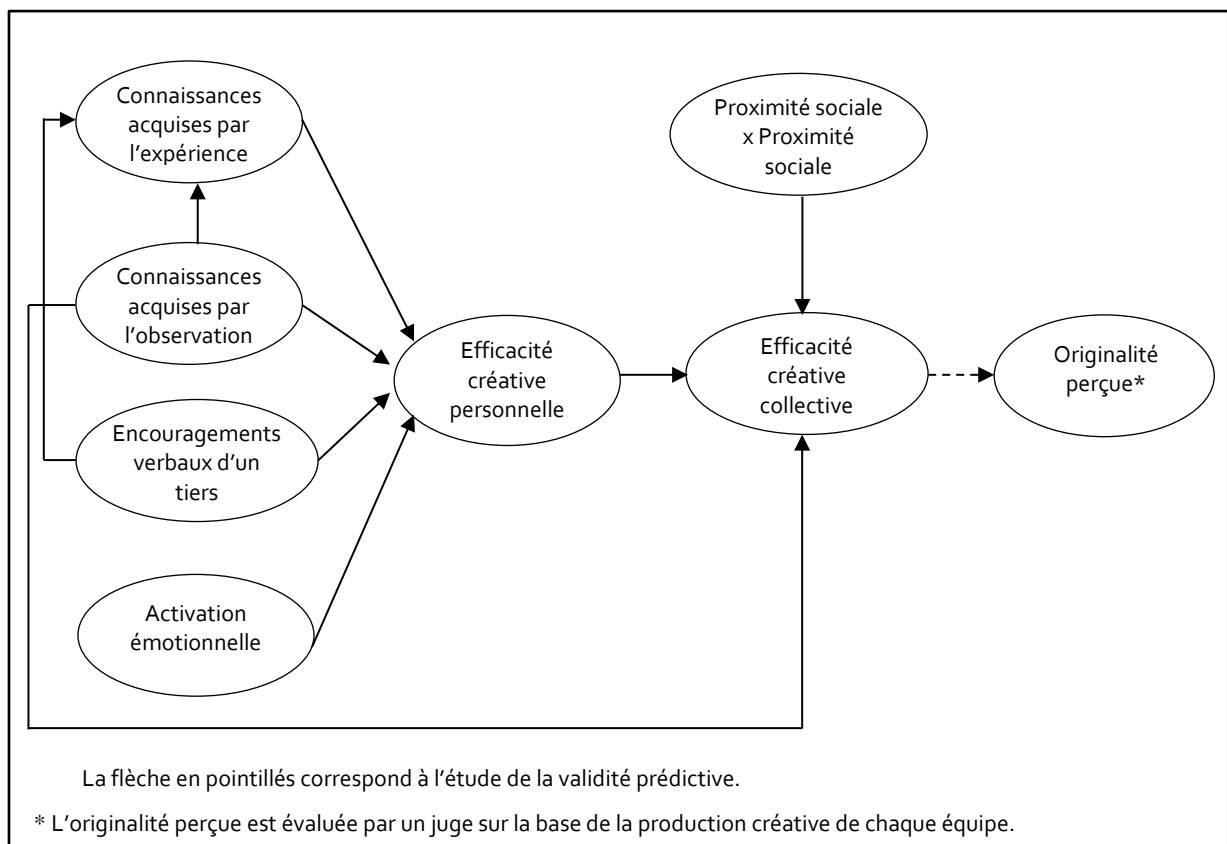 Connaissances
acquises par
l’expérience
Proximité sociale
x Proximité
sociale
Connaissances
acquises par
l’observation
Efficacité
créative
personnelle
Efficacité
créative
collective
Originalité
perçue*
Encouragements
verbaux d’un
tiers
Activation
émotionnelle
La flèche en pointillés correspond à l’étude de la validité prédictive.
* L’originalité perçue est évaluée par un juge sur la base de la production créative de chaque équipe.